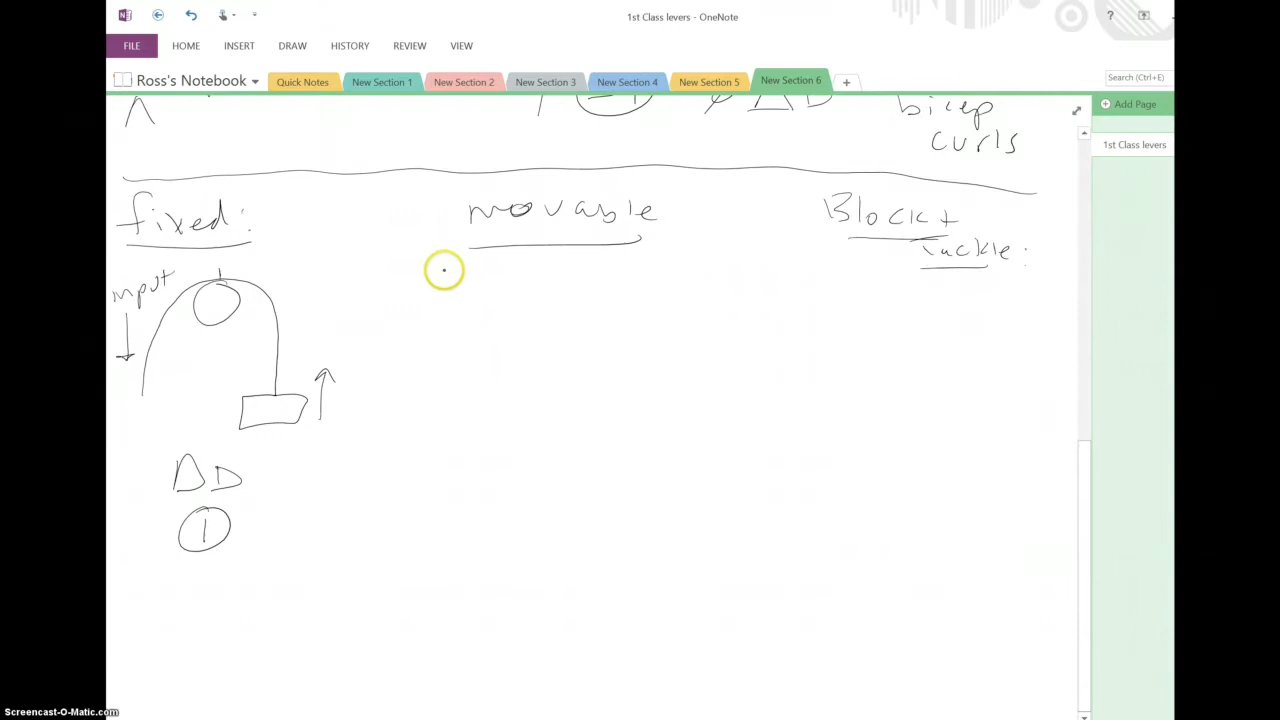 1st Class levers - OneNote
?
FILE HOME INSERT DRAW HISTORY REVIEW VIEW
Ross's Notebook
Quick Notes New Section 1 New Section 2 New Section 3 New Section 4 New Section 5 New Section 6 +
Search (Ctrl+E)
Add Page
1st Class levers
bicep
curls
fixed:
movable
Block +
Tackle:
input
Δ D
1
Screencast-O-Matic.com